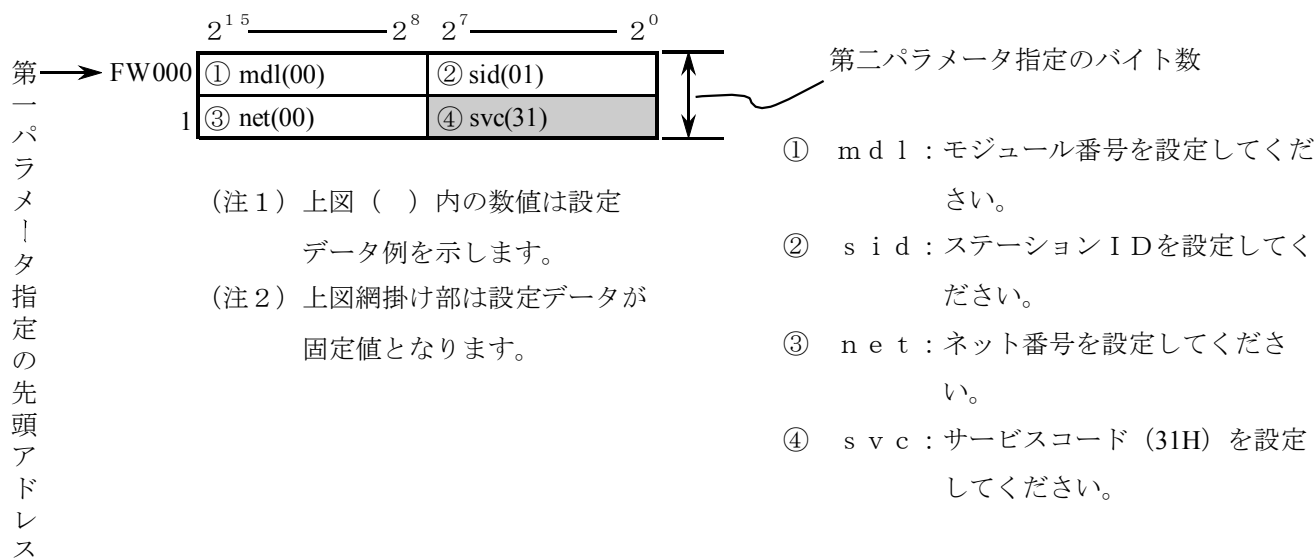 2¹⁵ 2⁸ 2⁷ 2⁰
第一パラメータ指定の先頭アドレス
FW000 ① mdl(00) ② sid(01)
1 ③ net(00) ④ svc(31)
第二パラメータ指定のバイト数
(注1) 上図( )内の数値は設定
データ例を示します。
(注2) 上図網掛け部は設定データが
固定値となります。
① mdl:モジュール番号を設定してくだ
さい。
② sid:ステーションIDを設定してく
ださい。
③ net:ネット番号を設定してくださ
い。
④ svc:サービスコード(31H)を設定
してください。